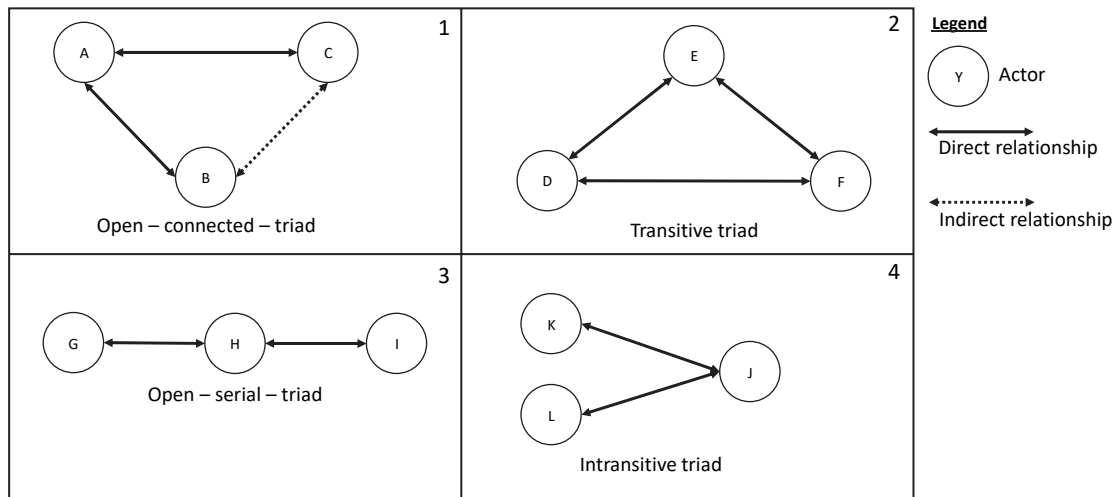 1
A
C
B
Open – connected – triad
2
E
D
F
Transitive triad
3
G
H
I
Open – serial – triad
4
K
J
L
Intransitive triad
Legend
Y
Actor
Direct relationship
Indirect relationship